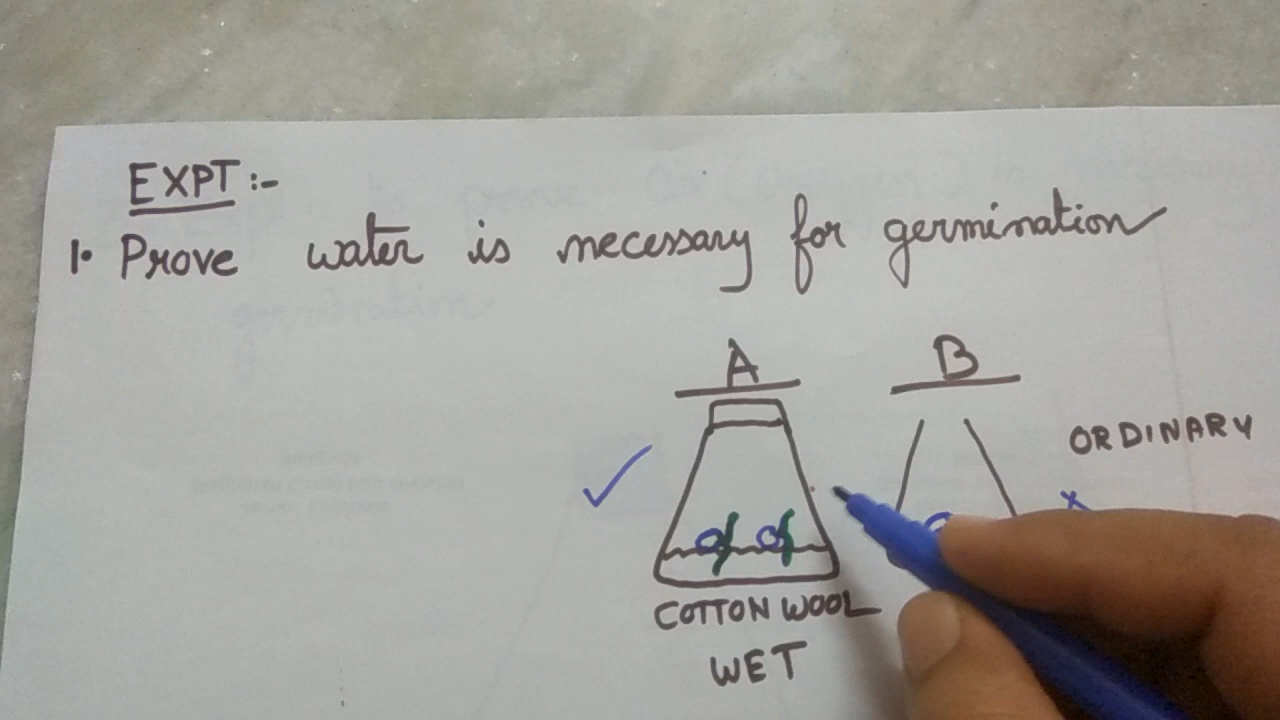 EXPT :-
1. Prove water is necessary for germination
A B
ORDINARY
COTTON WOOL
WET